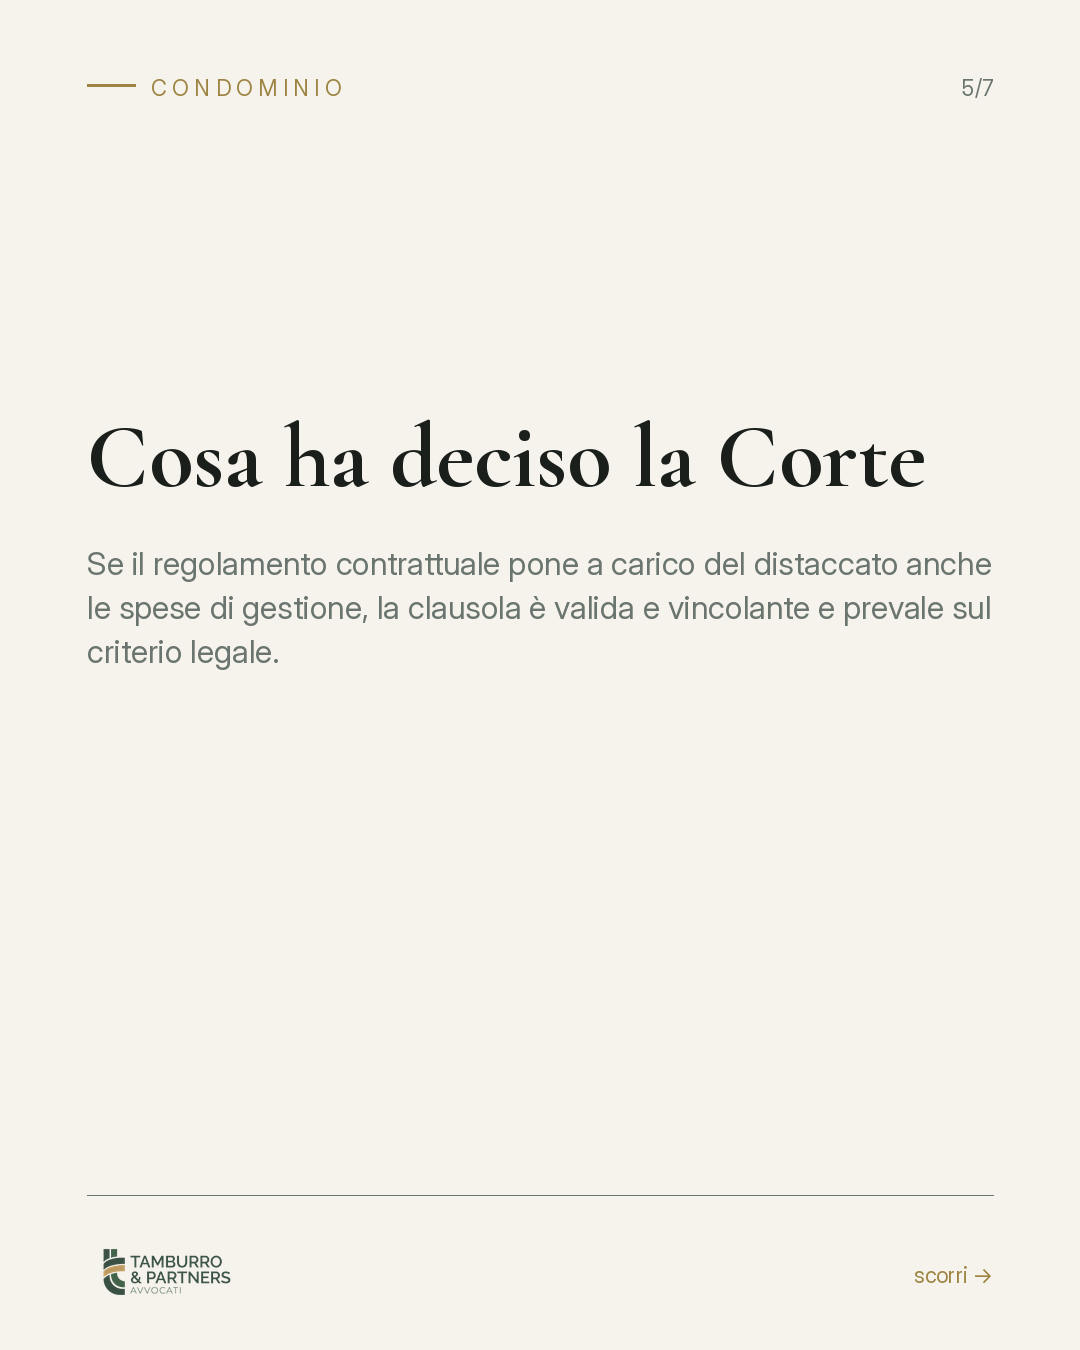 CONDOMINIO
5/7
Cosa ha deciso la Corte
Se il regolamento contrattuale pone a carico del distaccato anche
le spese di gestione, la clausola è valida e vincolante e prevale sul
criterio legale.
TAMBURRO
& PARTNERS
AVVOCATI
scorri →